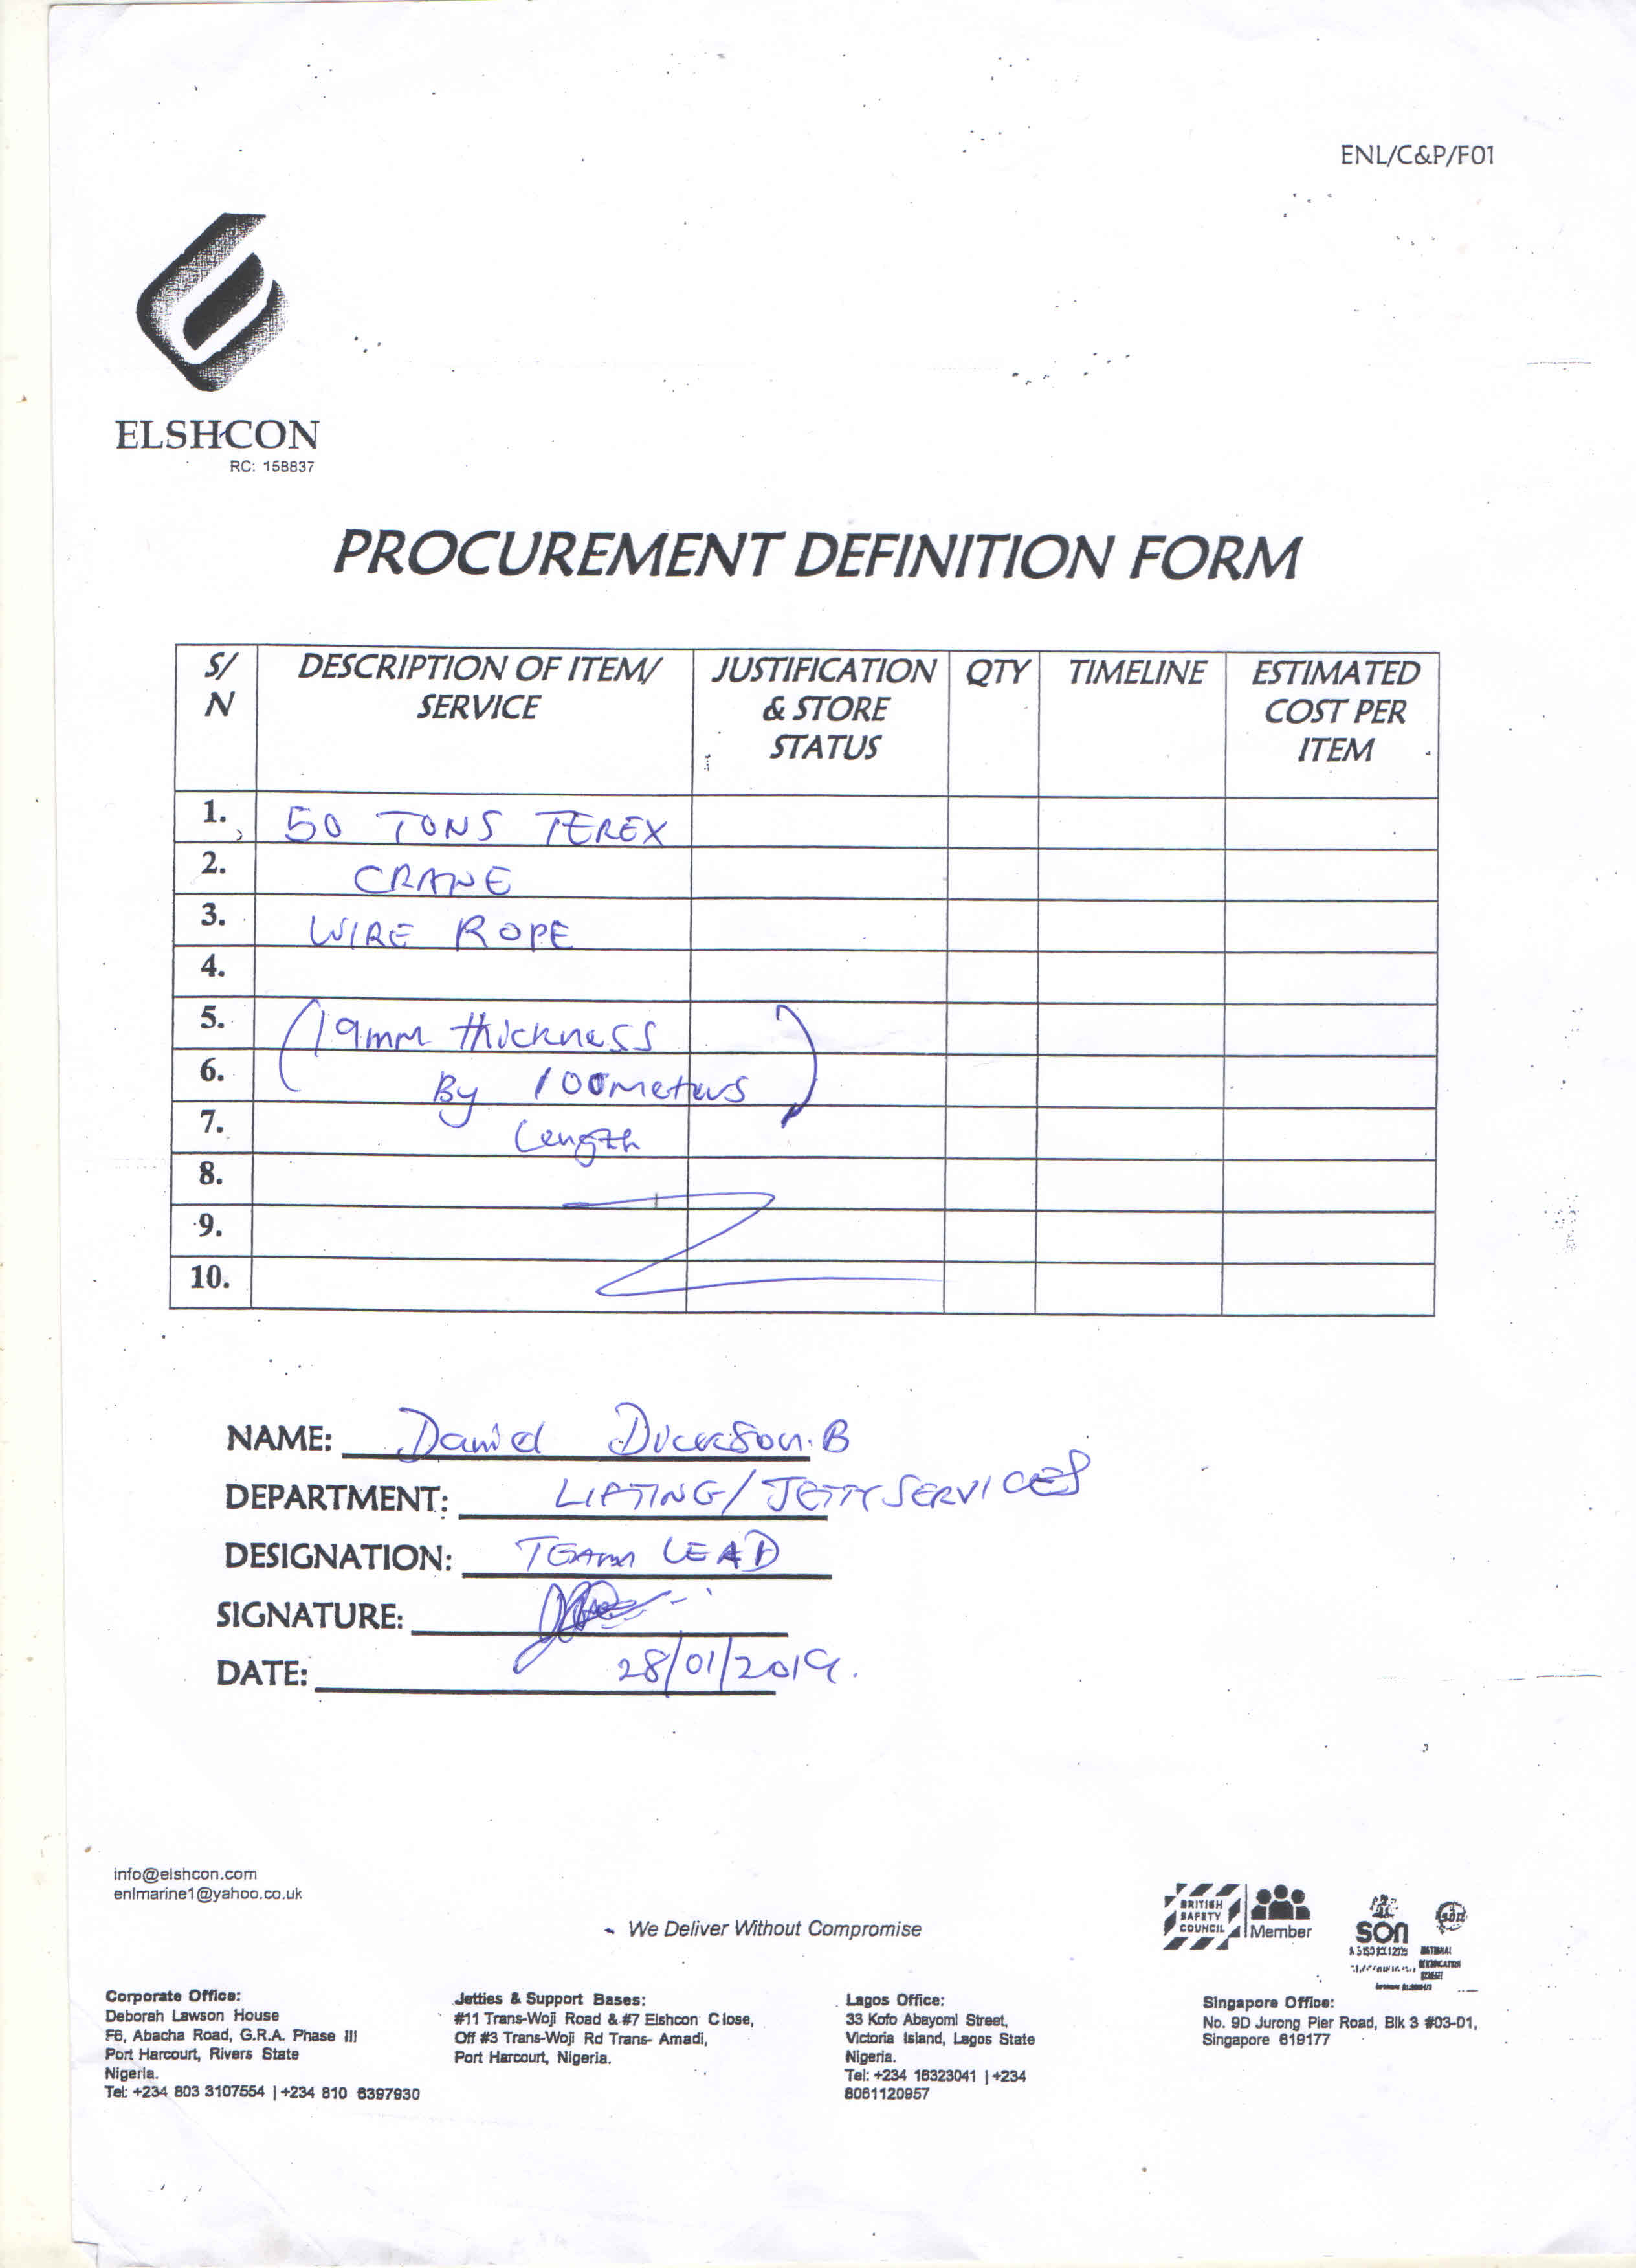 ENL/C&P/F01
ELSHCON
RC: 158837
PROCUREMENT DEFINITION FORM
S/N DESCRIPTION OF ITEM/SERVICE JUSTIFICATION & STORE STATUS QTY TIMELINE ESTIMATED COST PER ITEM
1. 50 TONS TEREX
2. CRANE
3. WIRE ROPE
4.
5. (19mm thickness
6. By 100meters)
7. Length
8.
9.
10.
NAME: Daniel Dickson.B
DEPARTMENT: LIFTING/JETTY SERVICES
DESIGNATION: TEAM LEAD
SIGNATURE:
DATE: 28/01/2019.
info@elshcon.com
enlmarine1@yahoo.co.uk
We Deliver Without Compromise
BRITISH
SAFETY
COUNCIL Member
SON
Corporate Office:
Deborah Lawson House
F6, Abacha Road, G.R.A. Phase III
Port Harcourt, Rivers State
Nigeria.
Tel: +234 803 3107554 | +234 810 6397930
Jetties & Support Bases:
#11 Trans-Woji Road & #7 Elshcon Close,
Off #3 Trans-Woji Rd Trans- Amadi,
Port Harcourt, Nigeria.
Lagos Office:
33 Kofo Abayomi Street,
Victoria Island, Lagos State
Nigeria.
Tel: +234 16323041 | +234
8061120957
Singapore Office:
No. 9D Jurong Pier Road, Blk 3 #03-01,
Singapore 619177